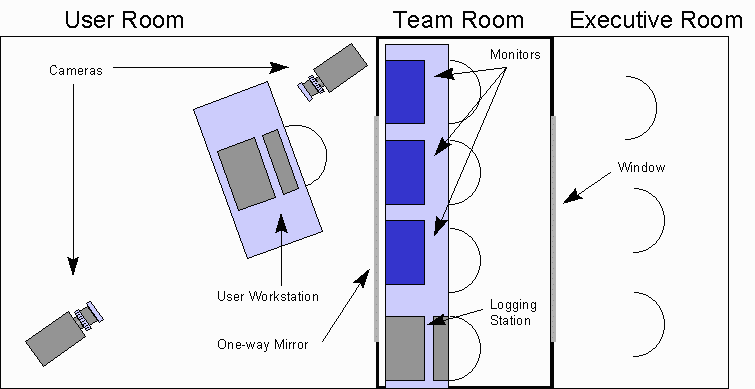 User Room
Team Room
Executive Room
Cameras
Monitors
Window
User Workstation
Logging
Station
One-way Mirror